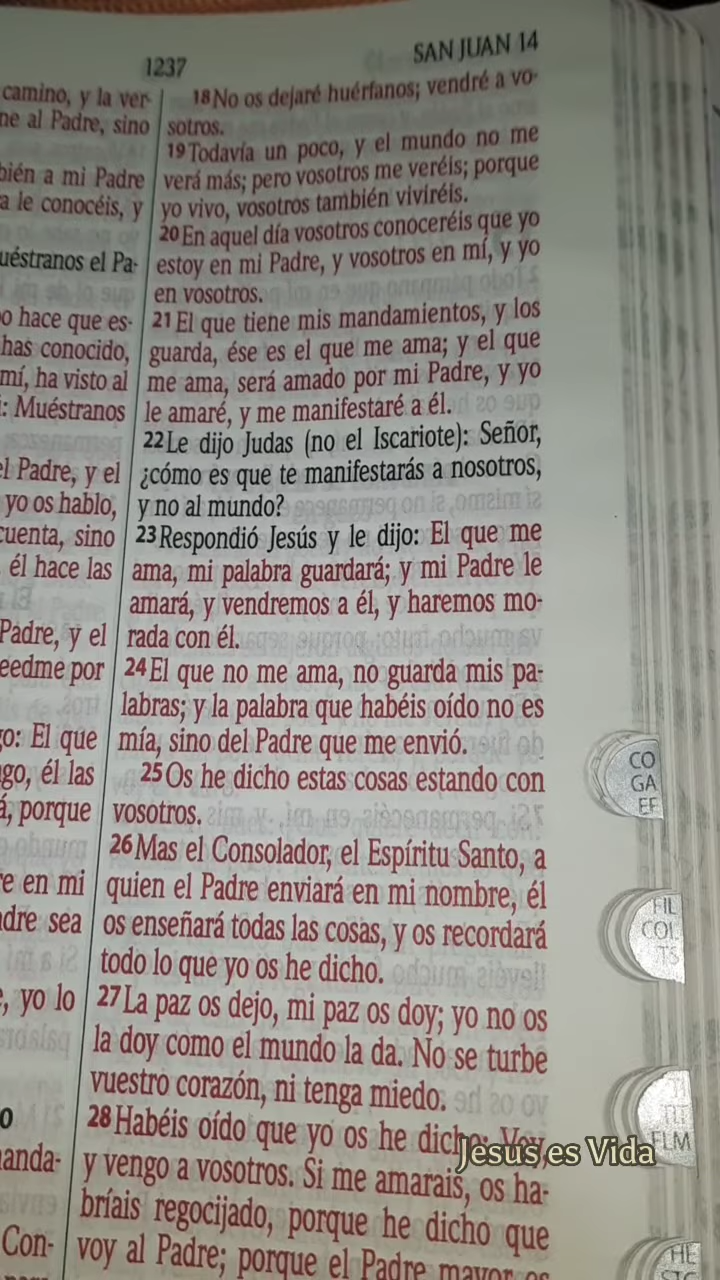 1237
SAN JUAN 14
camino, y la ver-
ne al Padre, sino
bién a mi Padre
a le conocéis, y
uéstranos el Pa-
o hace que es-
has conocido,
mí, ha visto al
: Muéstranos
el Padre, y el
yo os hablo,
cuenta, sino
él hace las
Padre, y el
eedme por
go: El que
go, él las
á, porque
re en mi
dre sea
, yo lo
o
anda-
Con-
18 No os dejaré huérfanos; vendré a vo-
sotros.
19 Todavía un poco, y el mundo no me
verá más; pero vosotros me veréis; porque
yo vivo, vosotros también viviréis.
20 En aquel día vosotros conoceréis que yo
estoy en mi Padre, y vosotros en mí, y yo
en vosotros.
21 El que tiene mis mandamientos, y los
guarda, ése es el que me ama; y el que
me ama, será amado por mi Padre, y yo
le amaré, y me manifestaré a él.
22 Le dijo Judas (no el Iscariote): Señor,
¿cómo es que te manifestarás a nosotros,
y no al mundo?
23 Respondió Jesús y le dijo: El que me
ama, mi palabra guardará; y mi Padre le
amará, y vendremos a él, y haremos mo-
rada con él.
24 El que no me ama, no guarda mis pa-
labras; y la palabra que habéis oído no es
mía, sino del Padre que me envió.
25 Os he dicho estas cosas estando con
vosotros.
26 Mas el Consolador, el Espíritu Santo, a
quien el Padre enviará en mi nombre, él
os enseñará todas las cosas, y os recordará
todo lo que yo os he dicho.
27 La paz os dejo, mi paz os doy; yo no os
la doy como el mundo la da. No se turbe
vuestro corazón, ni tenga miedo.
28 Habéis oído que yo os he dicho: Voy,
y vengo a vosotros. Si me amarais, os ha-
bríais regocijado, porque he dicho que
voy al Padre; porque el Padre mayor es
Jesus es Vida
CO
GA
EF
FIL
COL
TS
TI
FLM
HE